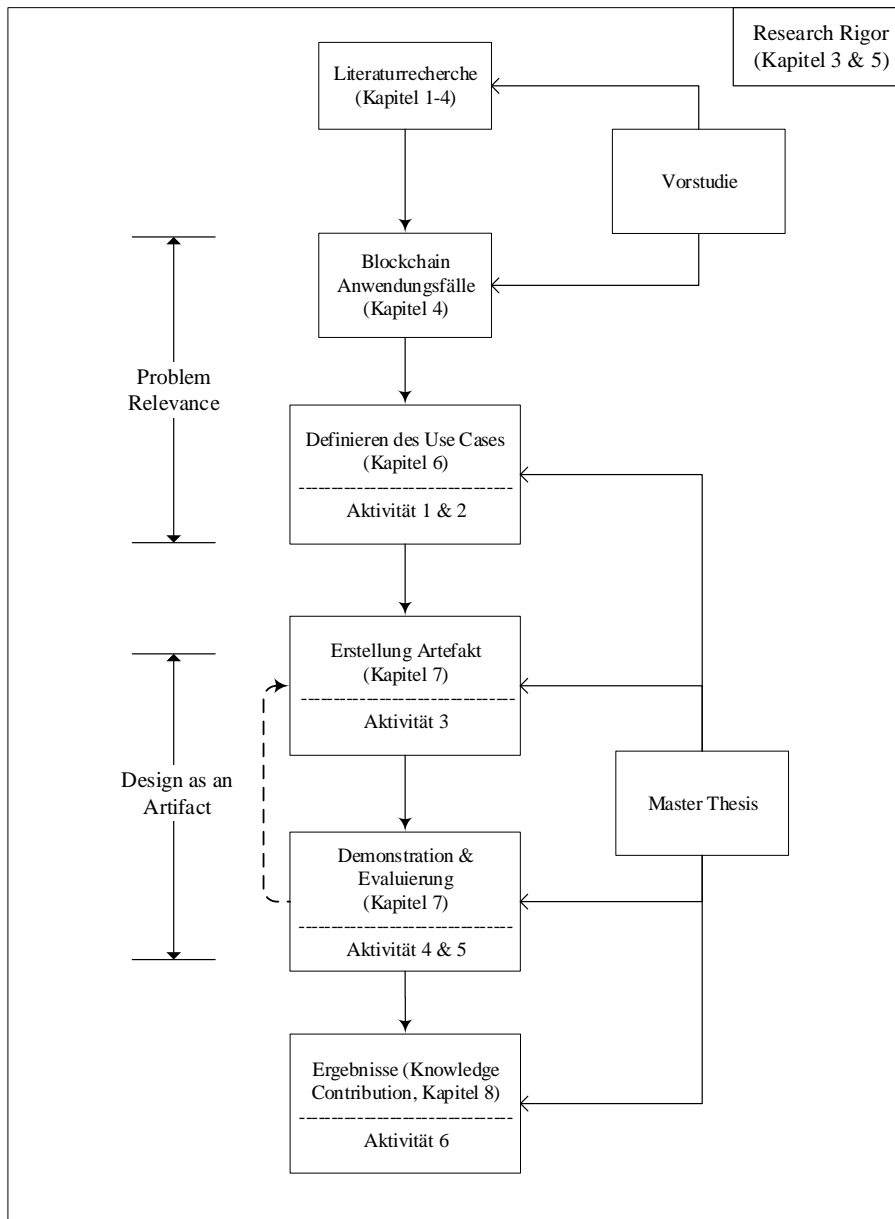 Research Rigor
(Kapitel 3 & 5)
Literaturrecherche
(Kapitel 1-4)
Vorstudie
Blockchain
Anwendungsfälle
(Kapitel 4)
Problem
Relevance
Definieren des Use Cases
(Kapitel 6)
Aktivität 1 & 2
Erstellung Artefakt
(Kapitel 7)
Aktivität 3
Design as an
Artifact
Master Thesis
Demonstration &
Evaluierung
(Kapitel 7)
Aktivität 4 & 5
Ergebnisse (Knowledge
Contribution, Kapitel 8)
Aktivität 6